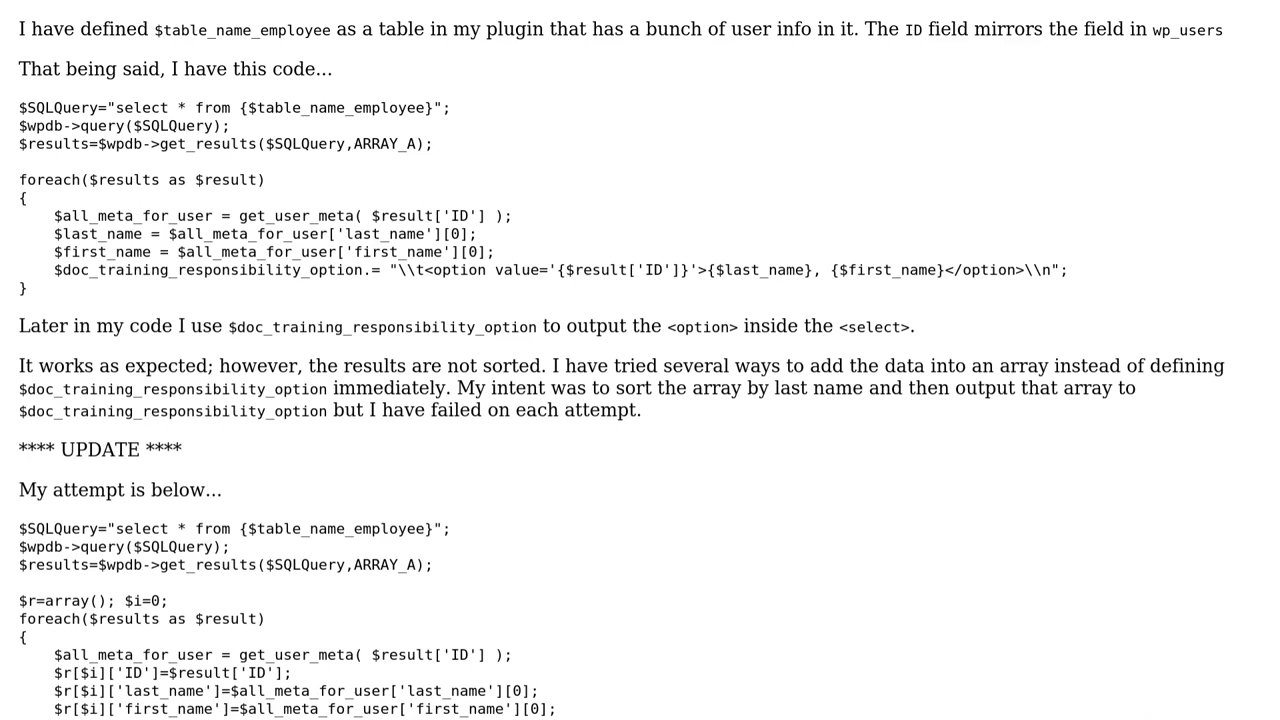 I have defined $table_name_employee as a table in my plugin that has a bunch of user info in it. The ID field mirrors the field in wp_users
That being said, I have this code...
$SQLQuery="select * from {$table_name_employee}";
$wpdb->query($SQLQuery);
$results=$wpdb->get_results($SQLQuery,ARRAY_A);
foreach($results as $result)
{
    $all_meta_for_user = get_user_meta( $result['ID'] );
    $last_name = $all_meta_for_user['last_name'][0];
    $first_name = $all_meta_for_user['first_name'][0];
    $doc_training_responsibility_option.= "\\t<option value='{$result['ID']}'>{$last_name}, {$first_name}</option>\\n";
}
Later in my code I use $doc_training_responsibility_option to output the <option> inside the <select>.
It works as expected; however, the results are not sorted. I have tried several ways to add the data into an array instead of defining
$doc_training_responsibility_option immediately. My intent was to sort the array by last name and then output that array to
$doc_training_responsibility_option but I have failed on each attempt.
**** UPDATE ****
My attempt is below...
$SQLQuery="select * from {$table_name_employee}";
$wpdb->query($SQLQuery);
$results=$wpdb->get_results($SQLQuery,ARRAY_A);
$r=array(); $i=0;
foreach($results as $result)
{
    $all_meta_for_user = get_user_meta( $result['ID'] );
    $r[$i]['ID']=$result['ID'];
    $r[$i]['last_name']=$all_meta_for_user['last_name'][0];
    $r[$i]['first_name']=$all_meta_for_user['first_name'][0];